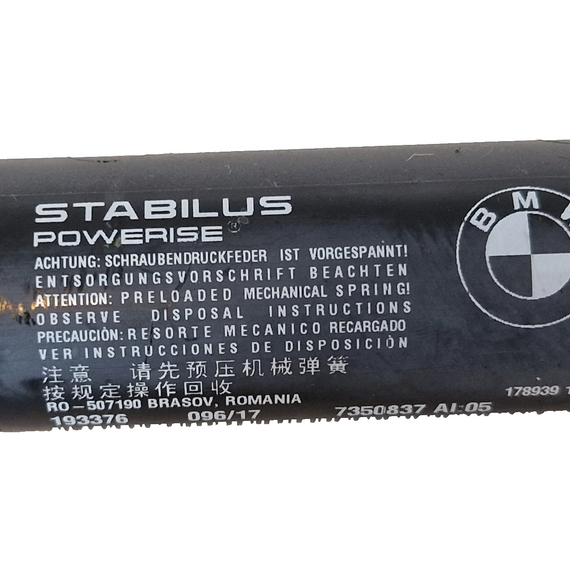 STABILUS
POWERISE®
ACHTUNG: SCHRAUBENDRUCKFEDER IST VORGESPANNT!
ENTSORGUNGSVORSCHRIFT BEACHTEN
ATTENTION: PRELOADED MECHANICAL SPRING!
OBSERVE DISPOSAL INSTRUCTIONS
PRECAUCIÓN: RESORTE MECANICO RECARGADO
VER INSTRUCCIONES DE DISPOSICIÓN
注意 请先预压机械弹簧
按规定操作回收
RO-507190 BRASOV, ROMANIA
193376 096/17 7350837 AI:05
BM
178939